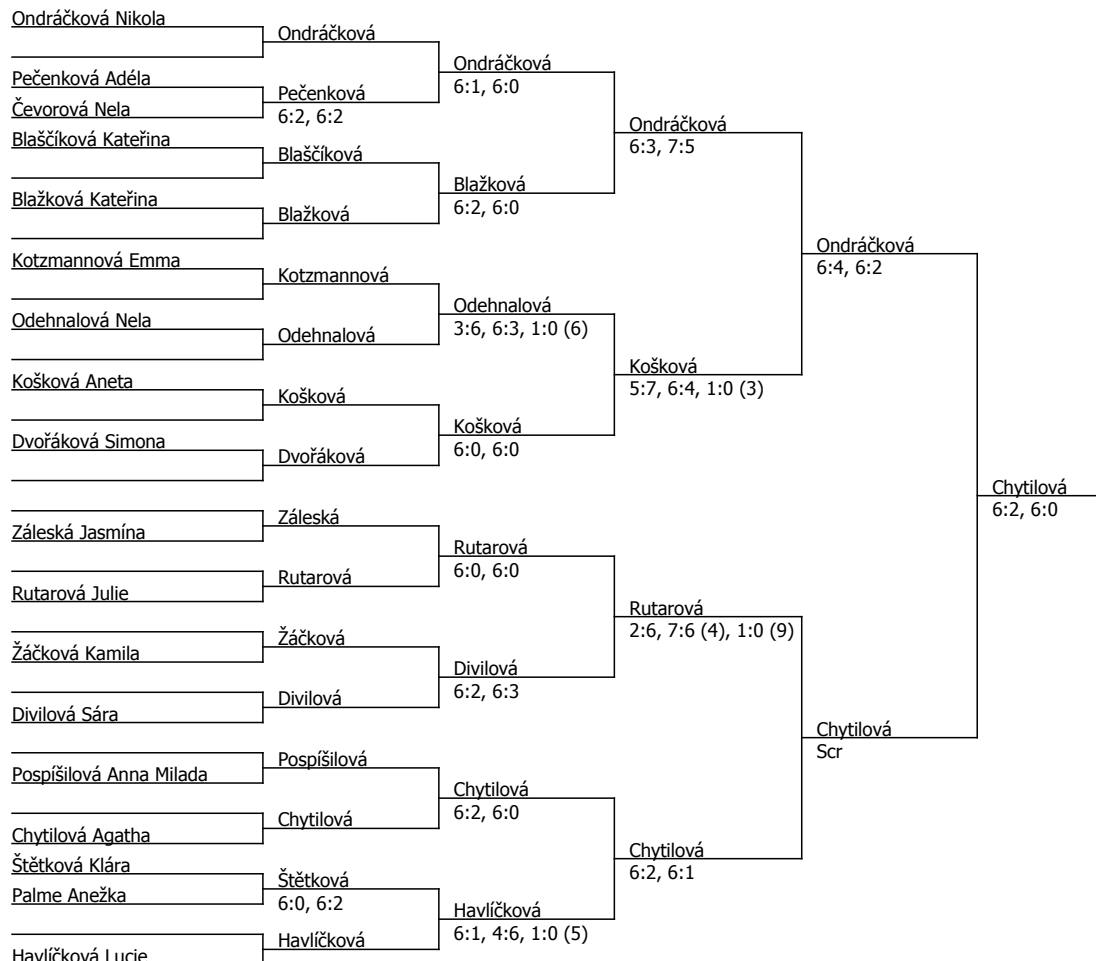 Ondráčková Nikola
Pečenková Adéla
Čevorová Nela
Blaščíková Kateřina
Blažková Kateřina
Kotzmannová Emma
Odehnalová Nela
Košková Aneta
Dvořáková Simona
Záleská Jasmína
Rutarová Julie
Žáčková Kamila
Divilová Sára
Pospíšilová Anna Milada
Chytilová Agatha
Štětková Klára
Palme Anežka
Havlíčková Lucie
Ondráčková
Pečenková
6:2, 6:2
Blaščíková
Blažková
Kotzmannová
Odehnalová
Košková
Dvořáková
Záleská
Rutarová
Žáčková
Divilová
Pospíšilová
Chytilová
Štětková
6:0, 6:2
Havlíčková
Ondráčková
6:1, 6:0
Blažková
6:2, 6:0
Odehnalová
3:6, 6:3, 1:0 (6)
Košková
6:0, 6:0
Rutarová
6:0, 6:0
Divilová
6:2, 6:3
Chytilová
6:2, 6:0
Havlíčková
6:1, 4:6, 1:0 (5)
Ondráčková
6:3, 7:5
Košková
5:7, 6:4, 1:0 (3)
Rutarová
2:6, 7:6 (4), 1:0 (9)
Chytilová
6:2, 6:1
Ondráčková
6:4, 6:2
Chytilová
Scr
Chytilová
6:2, 6:0